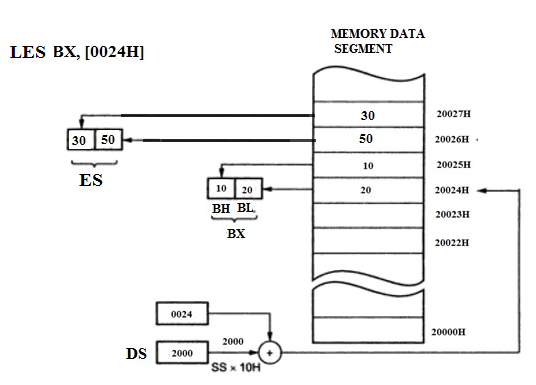 MEMORY DATA
SEGMENT
LES BX, [0024H]
30 20027H
30 50 50 20026H
ES
10 20025H
10 20 20 20024H
BH BL
BX
20023H
20022H
0024
20000H
DS 2000 2000 +
SS × 10H